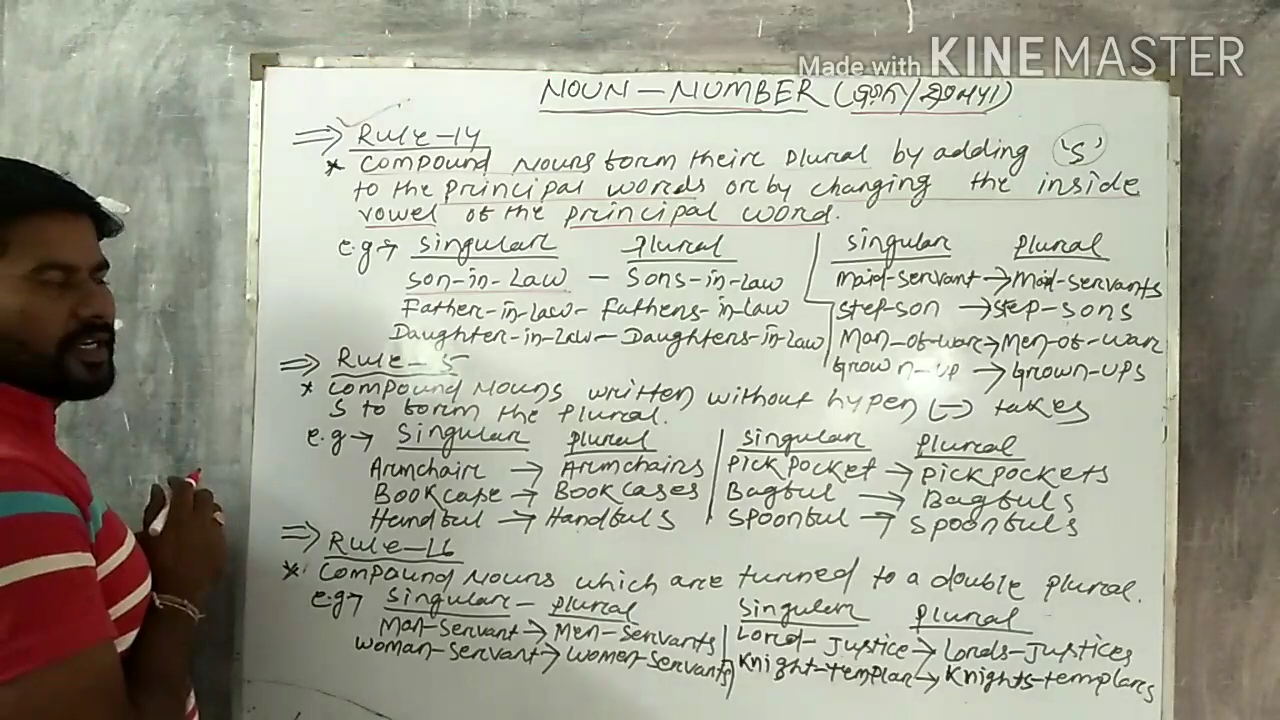 Made with KINEMASTER
NOUN - NUMBER (
⇒ RULE-14
* Compound Nouns form their Plural by adding 'S'
to the principal words or by changing the inside
vowel of the principal word.
e.g → Singular Plural Singular Plural
Son-in-Law - Sons-in-Law Maid-servant → Maid-servants
Father-in-law - Fathers-in-Law Step-son → Step-sons
Daughter-in-law - Daughters-in-Law Man-of-war → Men-of-war
Grown-up → Grown-ups
⇒ RULE-15
* Compound Nouns written without hypen (-) takes
S to form the Plural.
e.g → Singular plural Singular plural
Armchair → Armchairs Pickpocket → pickpockets
Bookcase → Bookcases Bagful → Bagfuls
Handful → Handfuls Spoonful → Spoonfuls
⇒ RULE-16
* Compound Nouns which are turned to a double plural.
e.g → Singular - plural Singular plural
Man-servant → Men-servants Lord-Justice → Lords-Justices
Woman-servant → Women-servants Knight-templar → Knights-templars